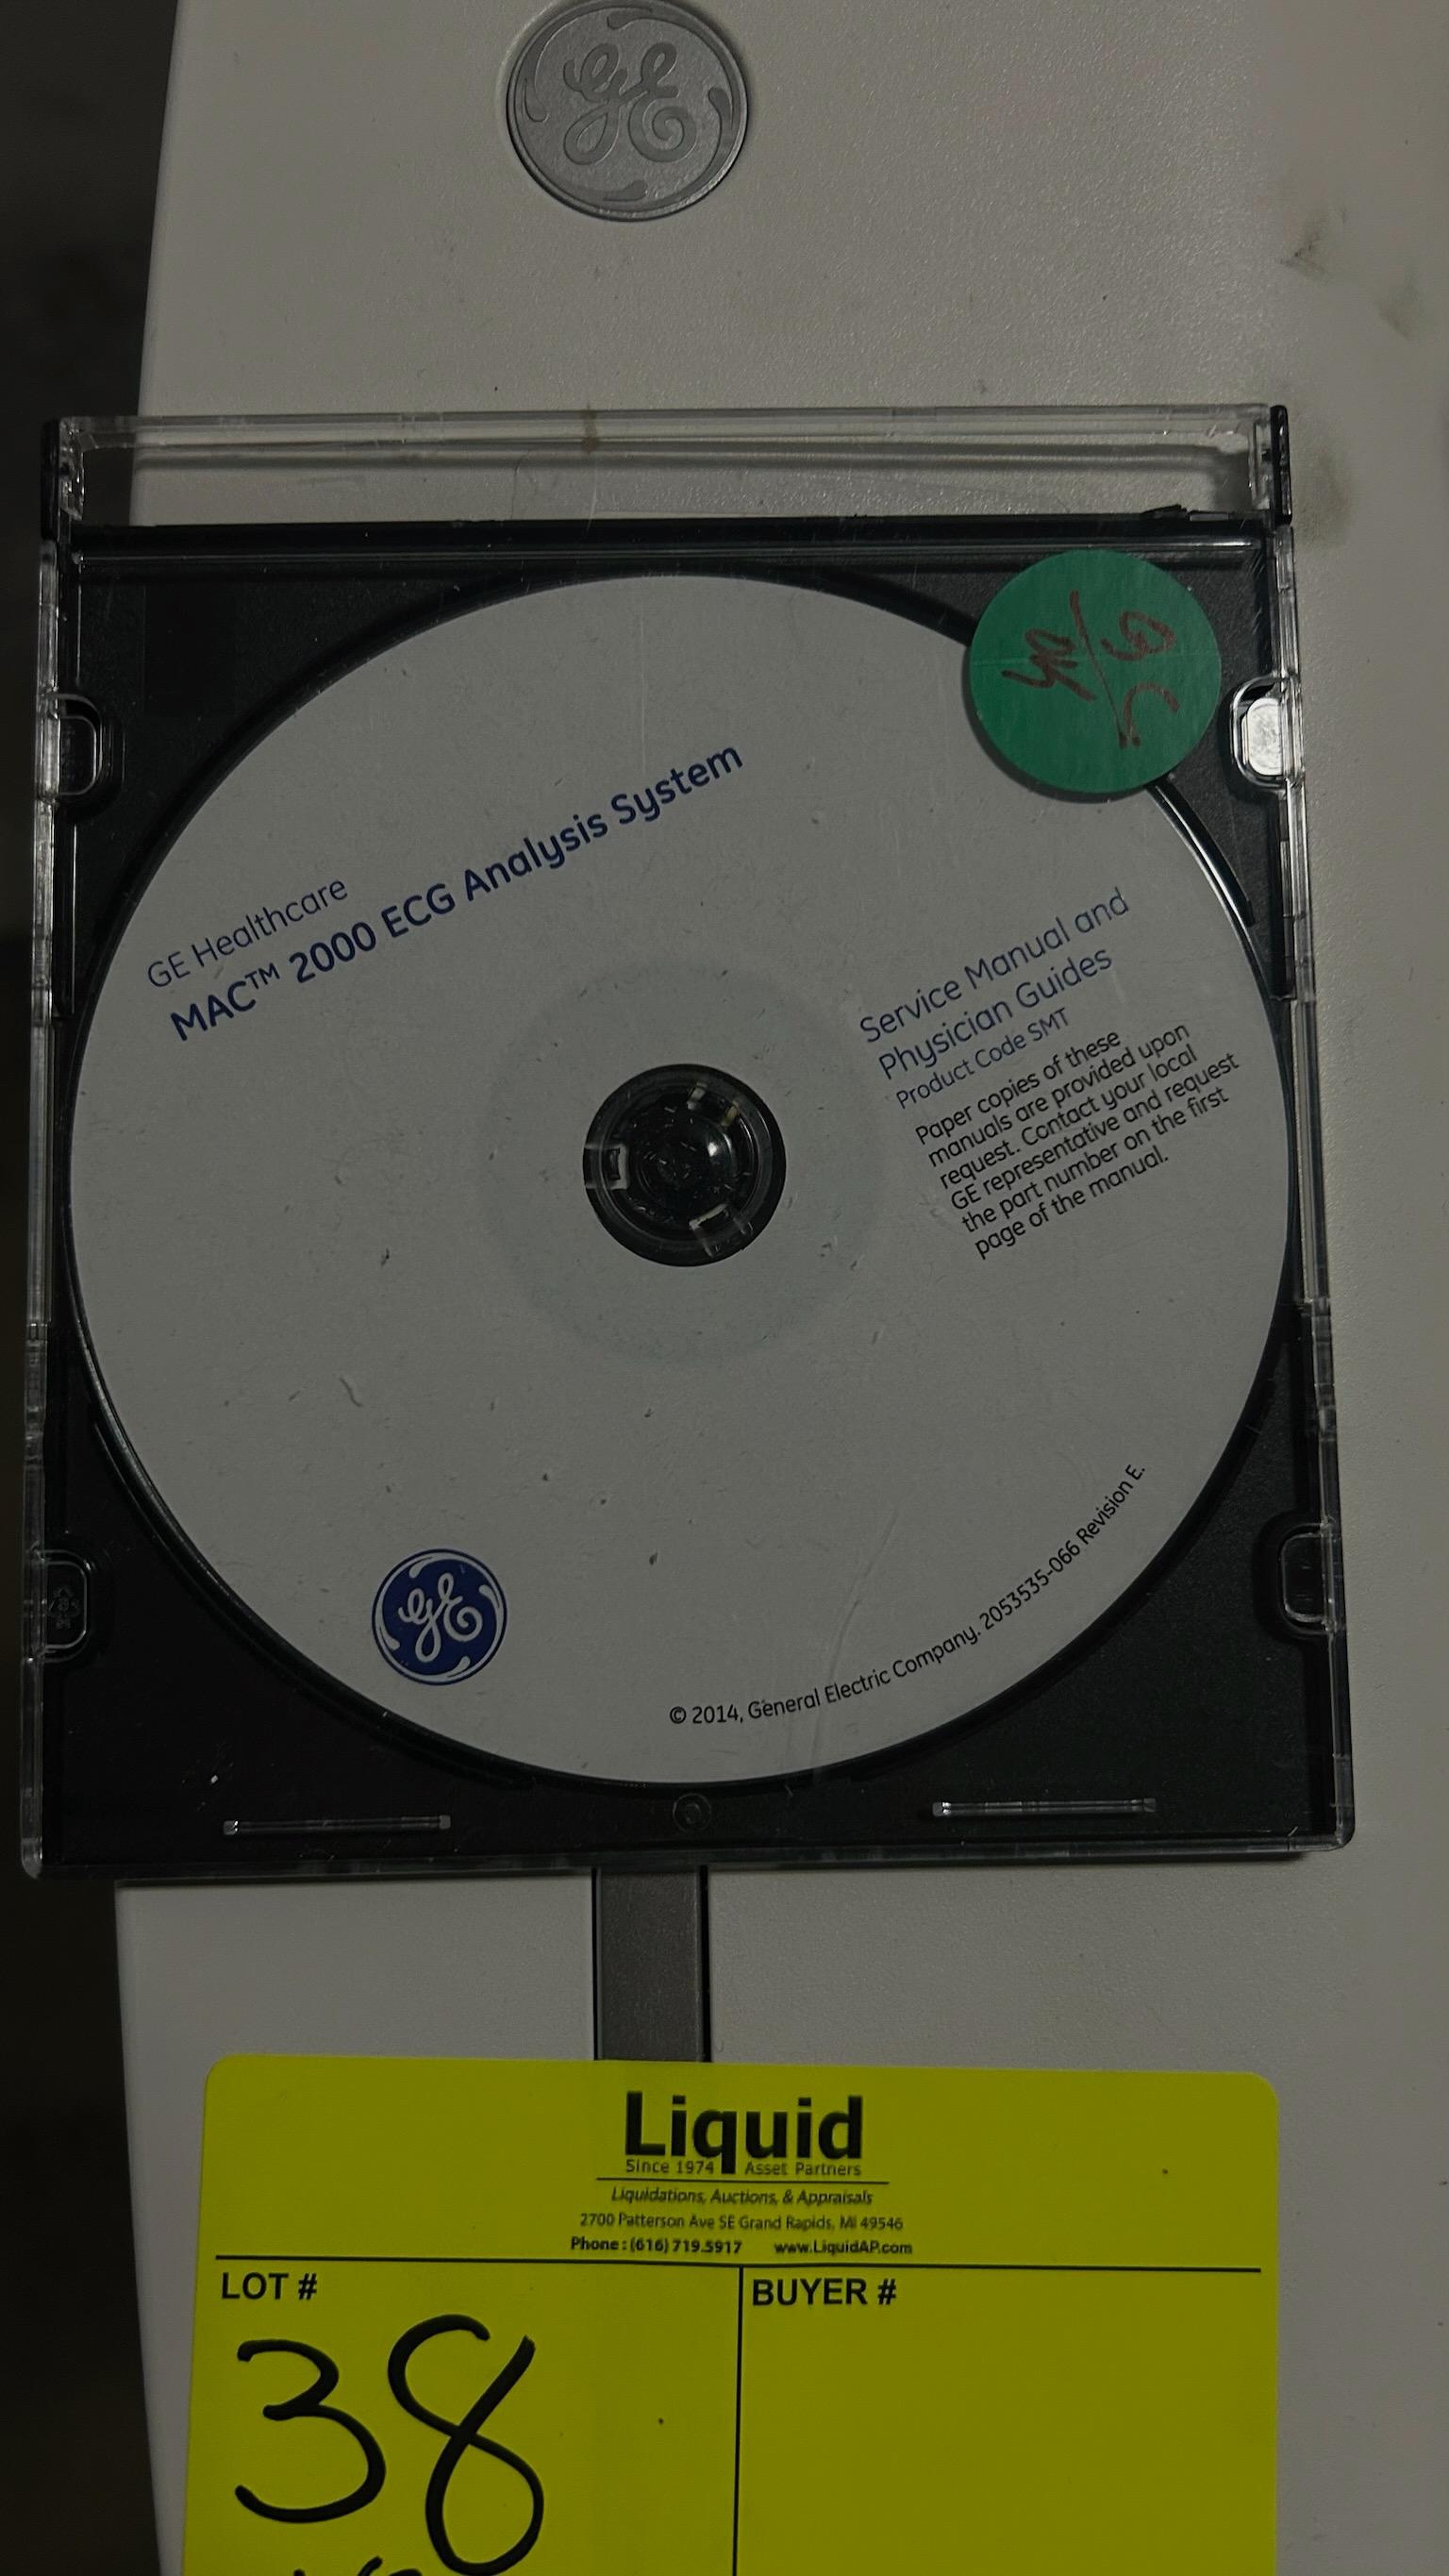 GE
GE Healthcare
MAC™ 2000 ECG Analysis System
Service Manual and
Physician Guides
Product Code SMT
Paper copies of these
manuals are provided upon
request. Contact your local
GE representative and request
the part number on the first
page of the manual.
GE
© 2014, General Electric Company. 2053535-066 Revision E.
Liquid
Since 1974 Asset Partners
Liquidations, Auctions, & Appraisals
2700 Patterson Ave SE Grand Rapids, MI 49546
Phone : (616) 719.5917 www.LiquidAP.com
LOT # BUYER #
38